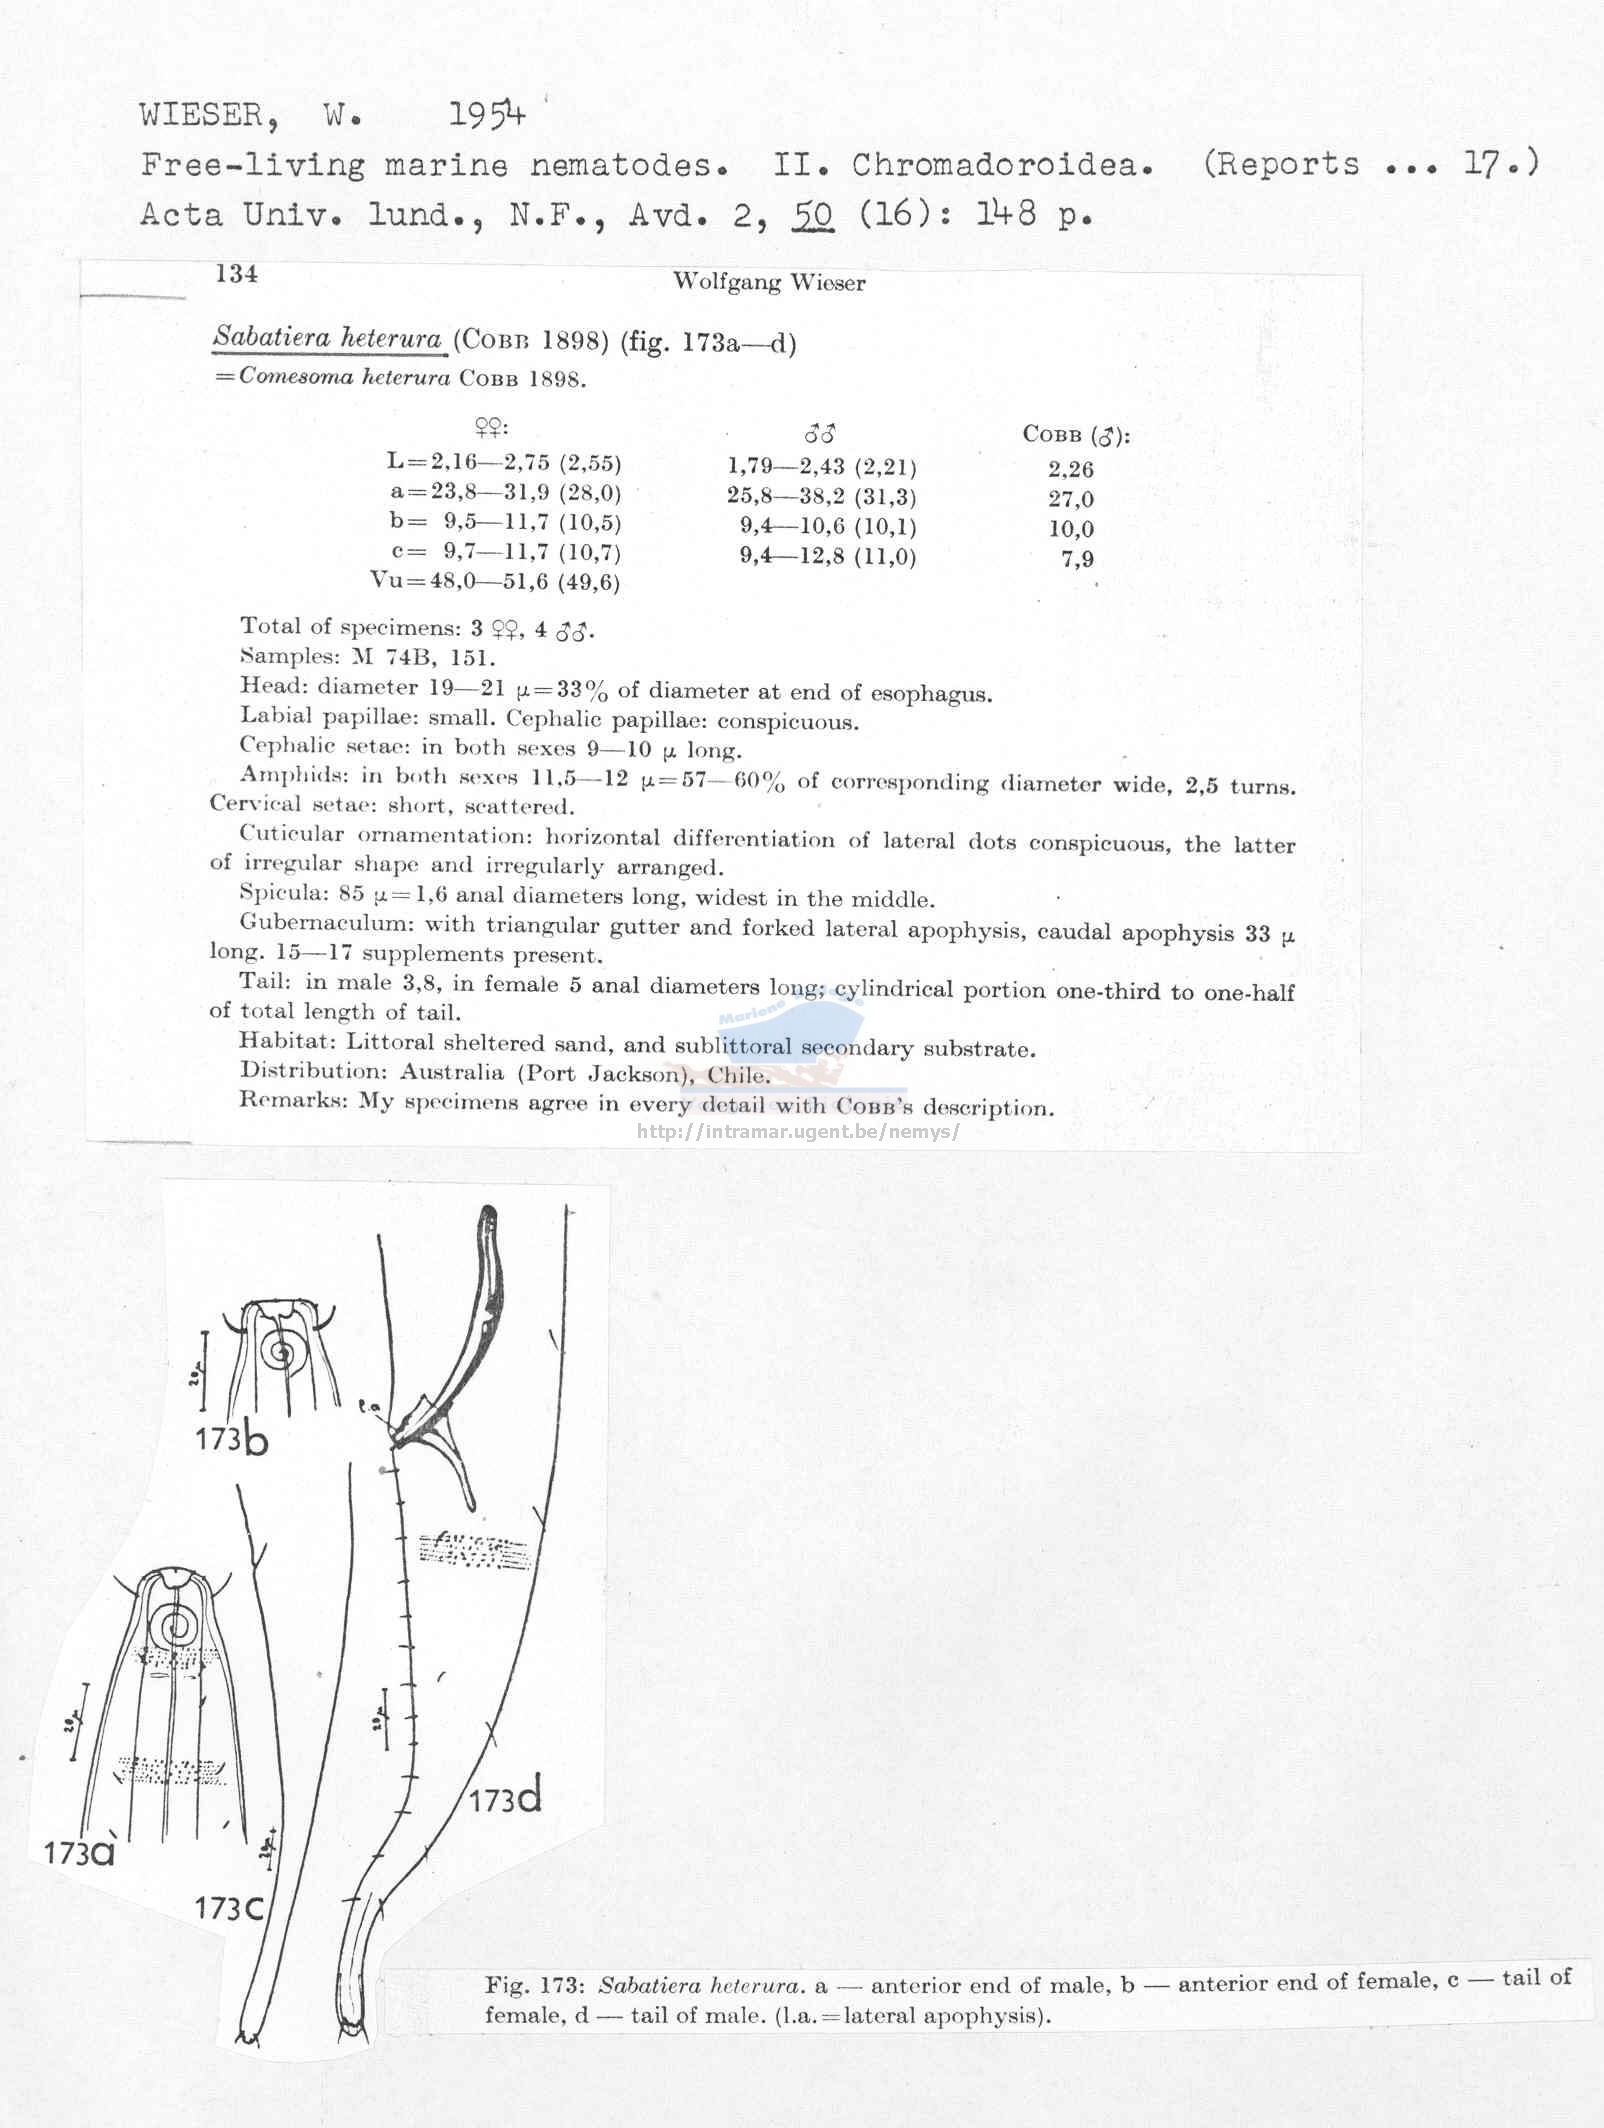 WIESER, W. 1954
Free-living marine nematodes. II. Chromadoroidea. (Reports ... 17.)
Acta Univ. lund., N.F., Avd. 2, 50 (16): 148 p.
134
Wolfgang Wieser
Sabatiera heterura (COBB 1898) (fig. 173a—d)
=Comesoma heterura COBB 1898.
♀♀: ♂♂ COBB (♂):
L=2,16—2,75 (2,55) 1,79—2,43 (2,21) 2,26
a=23,8—31,9 (28,0) 25,8—38,2 (31,3) 27,0
b= 9,5—11,7 (10,5) 9,4—10,6 (10,1) 10,0
c= 9,7—11,7 (10,7) 9,4—12,8 (11,0) 7,9
Vu=48,0—51,6 (49,6)
Total of specimens: 3 ♀♀, 4 ♂♂.
Samples: M 74B, 151.
Head: diameter 19—21 μ=33% of diameter at end of esophagus.
Labial papillae: small. Cephalic papillae: conspicuous.
Cephalic setae: in both sexes 9—10 μ long.
Amphids: in both sexes 11,5—12 μ=57—60% of corresponding diameter wide, 2,5 turns.
Cervical setae: short, scattered.
Cuticular ornamentation: horizontal differentiation of lateral dots conspicuous, the latter
of irregular shape and irregularly arranged.
Spicula: 85 μ=1,6 anal diameters long, widest in the middle.
Gubernaculum: with triangular gutter and forked lateral apophysis, caudal apophysis 33 μ
long. 15—17 supplements present.
Tail: in male 3,8, in female 5 anal diameters long; cylindrical portion one-third to one-half
of total length of tail.
Habitat: Littoral sheltered sand, and sublittoral secondary substrate.
Distribution: Australia (Port Jackson), Chile.
Remarks: My specimens agree in every detail with COBB's description.
http://intramar.ugent.be/nemys/
20 μ
173b
l.a
20 μ
173a
20 μ
173d
20 μ
173c
Fig. 173: Sabatiera heterura. a — anterior end of male, b — anterior end of female, c — tail of
female, d — tail of male. (l.a.=lateral apophysis).